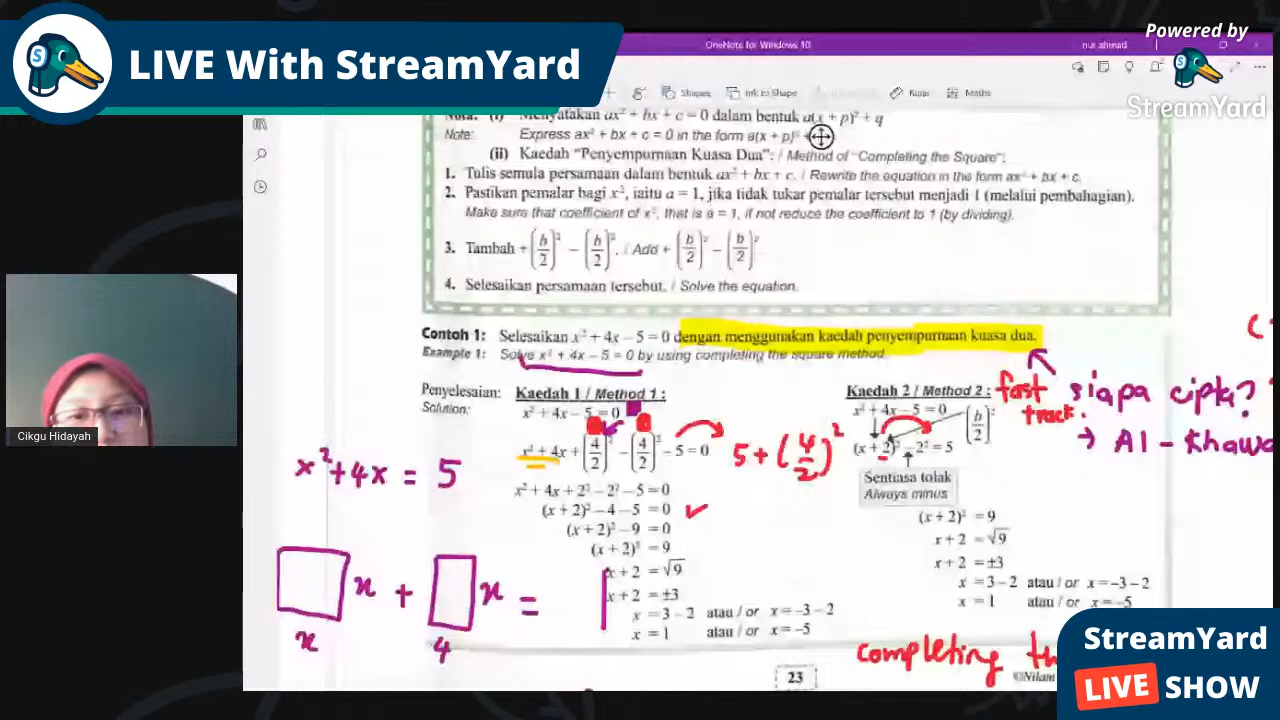 LIVE With StreamYard
Powered by
StreamYard
OneNote for Windows 10
nur ahmad
Shapes
Ink to Shape
Ruler
Maths
Nota: (i) Menyatakan ax² + bx + c = 0 dalam bentuk a(x + p)² + q
Note: Express ax² + bx + c = 0 in the form a(x + p)² +
(ii) Kaedah "Penyempurnaan Kuasa Dua": / Method of "Completing the Square":
1. Tulis semula persamaan dalam bentuk ax² + bx + c. / Rewrite the equation in the form ax² + bx + c.
2. Pastikan pemalar bagi x², iaitu a = 1, jika tidak tukar pemalar tersebut menjadi 1 (melalui pembahagian).
Make sure that coefficient of x², that is a = 1, if not reduce the coefficient to 1 (by dividing).
3. Tambah + (b/2)² − (b/2)². / Add + (b/2)² − (b/2)²
4. Selesaikan persamaan tersebut. / Solve the equation.
Contoh 1: Selesaikan x² + 4x − 5 = 0 dengan menggunakan kaedah penyempurnaan kuasa dua.
Example 1: Solve x² + 4x − 5 = 0 by using completing the square method.
Penyelesaian:
Solution:
Kaedah 1 / Method 1 :
x² + 4x − 5 = 0
x² + 4x + (4/2)² − (4/2)² − 5 = 0
x² + 4x + 2² − 2² − 5 = 0
(x + 2)² − 4 − 5 = 0
(x + 2)² − 9 = 0
(x + 2)² = 9
x + 2 = √9
x + 2 = ±3
x = 3 − 2 atau / or x = −3 − 2
x = 1 atau / or x = −5
5 + (4/2)²
Kaedah 2 / Method 2 :
x² + 4x − 5 = 0
(b/2)²
(x + 2)² − 2² = 5
Sentiasa tolak
Always minus
(x + 2)² = 9
x + 2 = √9
x + 2 = ±3
x = 3 − 2 atau / or x = −3 − 2
x = 1 atau / or x = −5
fast track.
siapa cipta?
→ Al - Khawa
x² + 4x = 5
x + x =
x 4
completing th
23
©Nilam
Cikgu Hidayah
StreamYard
LIVE SHOW